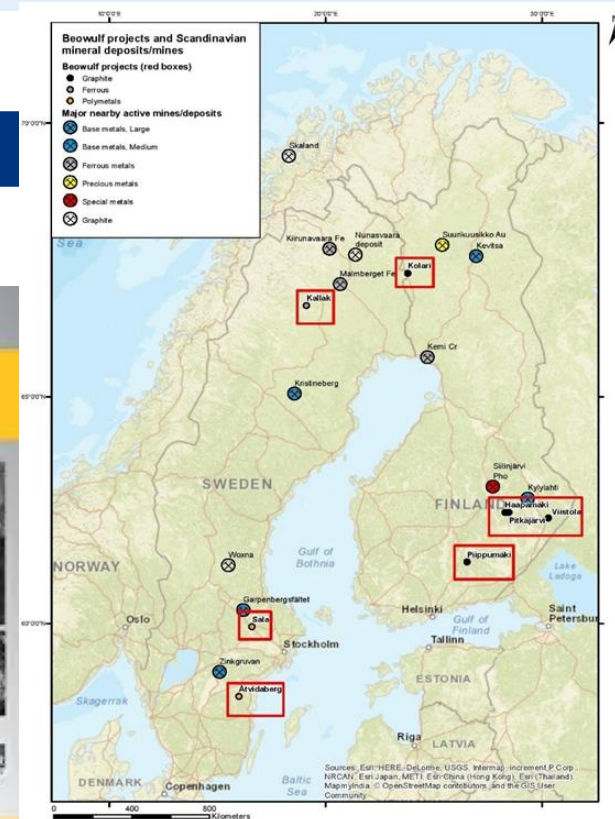 10°0'0"E
20°0'0"E
30°0'0"E
Beowulf projects and Scandinavian
mineral deposits/mines
Beowulf projects (red boxes)
Graphite
Ferrous
Polymetals
Major nearby active mines/deposits
Base metals, Large
Base metals, Medium
Ferrous metals
Precious metals
Special metals
Graphite
70°0'0"N
Sea
Skaland
Kiirunavaara Fe
Nunasvaara
deposit
Suurikuusikko Au
Kevitsa
Kolari
Malmberget Fe
Kallak
Kemi Cr
65°0'0"N
Kristineberg
Siilinjärvi
Pho
Kylylahti
SWEDEN
FINLAND
Haapamäki
Viistola
Pitkäjärvi
Woxna
Gulf of
Bothnia
Piippumäki
NORWAY
Lake
Ladoga
Garpenbergsfältet
Sala
Oslo
Helsinki
Saint
Petersbur
60°0'0"N
Gulf of
Finland
Stockholm
Tallinn
Zinkgruvan
ESTONIA
Åtvidaberg
Skagerrak
Riga
LATVIA
DENMARK
Copenhagen
Baltic
Sea
Sources: Esri, HERE, DeLorme, USGS, Intermap, increment P Corp.,
NRCAN, Esri Japan, METI, Esri China (Hong Kong), Esri (Thailand),
MapmyIndia, © OpenStreetMap contributors, and the GIS User
Community
0
400
800
Kilometers